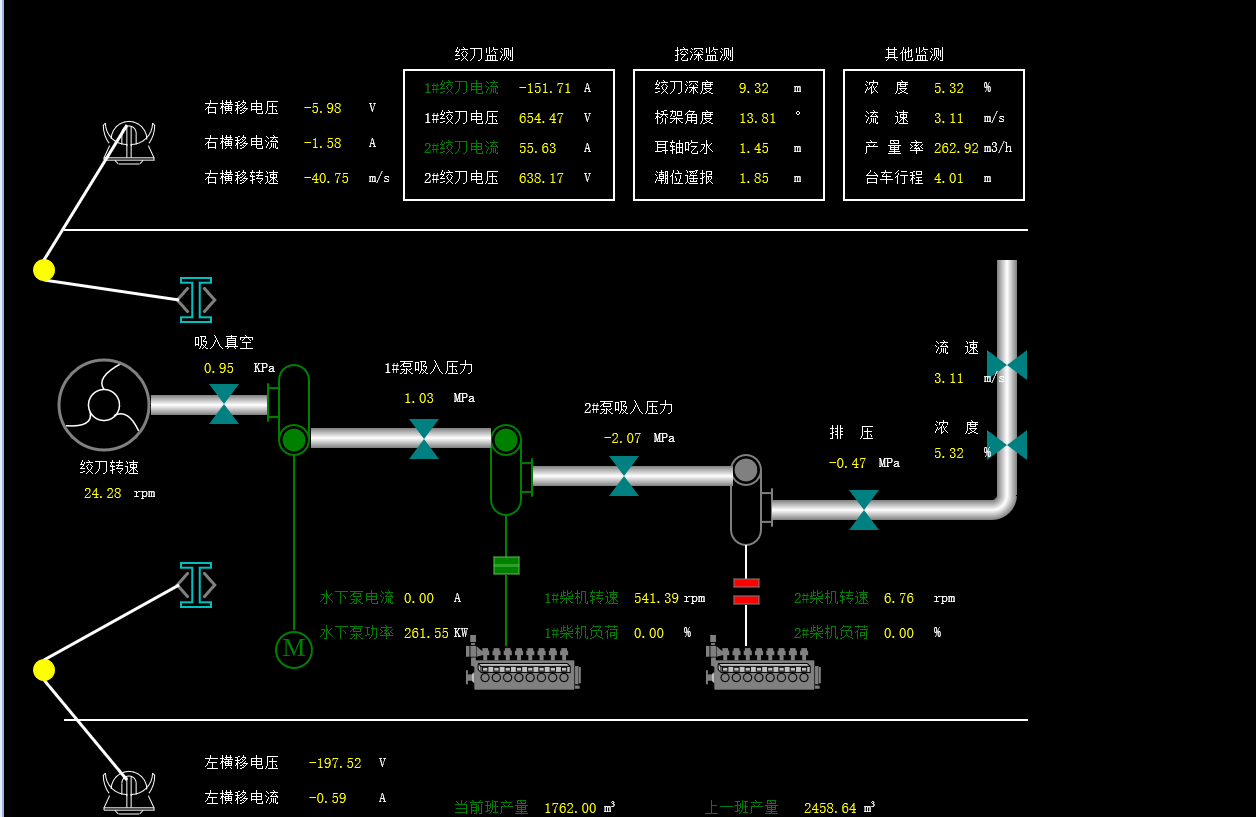 绞刀监测 挖深监测 其他监测
右横移电压 -5.98 V
右横移电流 -1.58 A
右横移转速 -40.75 m/s
1#绞刀电流 -151.71 A
1#绞刀电压 654.47 V
2#绞刀电流 55.63 A
2#绞刀电压 638.17 V
绞刀深度 9.32 m
桥架角度 13.81 °
耳轴吃水 1.45 m
潮位遥报 1.85 m
浓 度 5.32 %
流 速 3.11 m/s
产 量 率 262.92 m3/h
台车行程 4.01 m
吸入真空
0.95 KPa
1#泵吸入压力
1.03 MPa
2#泵吸入压力
-2.07 MPa
排 压
-0.47 MPa
流 速
3.11 m/s
浓 度
5.32 %
绞刀转速
24.28 rpm
水下泵电流 0.00 A
水下泵功率 261.55 KW
M
1#柴机转速 541.39 rpm
1#柴机负荷 0.00 %
2#柴机转速 6.76 rpm
2#柴机负荷 0.00 %
左横移电压 -197.52 V
左横移电流 -0.59 A
当前班产量 1762.00 m³
上一班产量 2458.64 m³